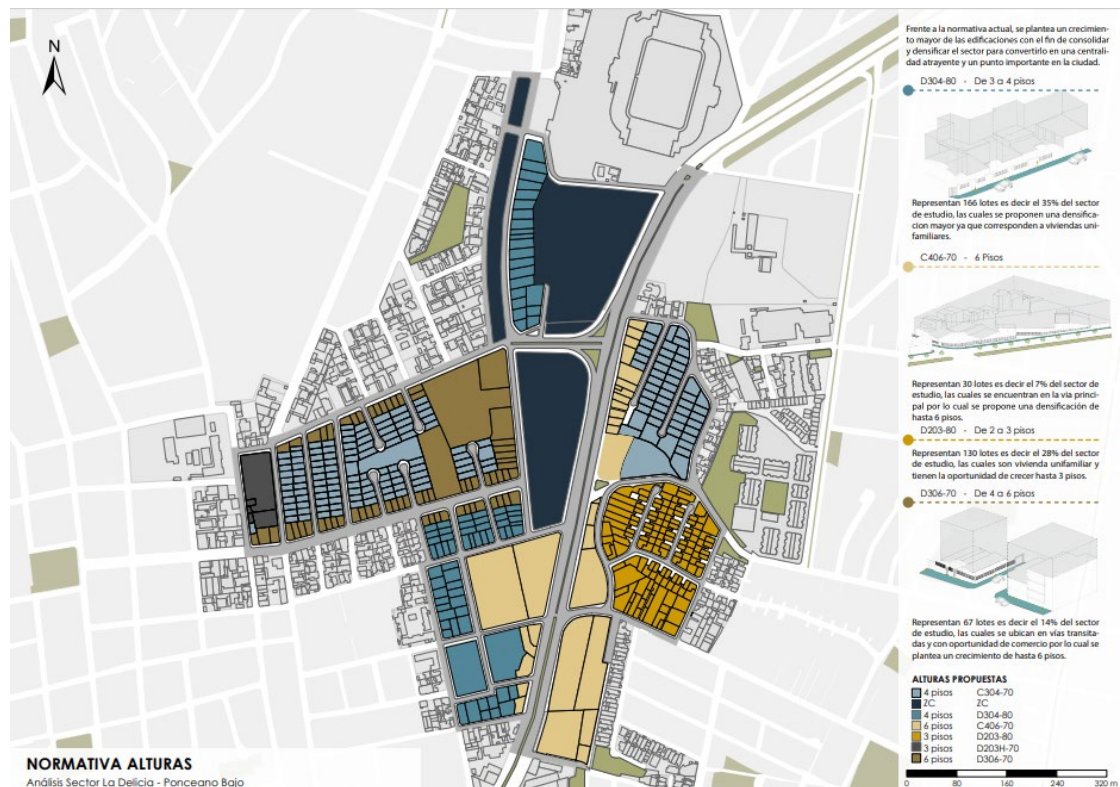 N
Frente a la normativa actual, se plantea un crecimien-
to mayor de las edificaciones con el fin de consolidar
y densificar el sector para convertirlo en una centrali-
dad atrayente y un punto importante en la ciudad.
D304-80 - De 3 a 4 pisos
Representan 166 lotes es decir el 35% del sector
de estudio, las cuales se proponen una densifica-
cion mayor ya que corresponden a viviendas uni-
familiares.
C406-70 - 6 Pisos
Representan 30 lotes es decir el 7% del sector de
estudio, las cuales se encuentran en la via princi-
pal por lo cual se propone una densificación de
hasta 6 pisos.
D203-80 - De 2 a 3 pisos
Representan 130 lotes es decir el 28% del sector
de estudio, las cuales son vivienda unifamiliar y
tienen la oportunidad de crecer hasta 3 pisos.
D306-70 - De 4 a 6 pisos
Representan 67 lotes es decir el 14% del sector
de estudio, las cuales se ubican en vías transita-
das y con oportunidad de comercio por lo cual se
plantea un crecimiento de hasta 6 pisos.
ALTURAS PROPUESTAS
4 pisos C304-70
ZC ZC
4 pisos D304-80
6 pisos C406-70
3 pisos D203-80
3 pisos D203H-70
6 pisos D306-70
0 80 160 240 320 m
NORMATIVA ALTURAS
Análisis Sector La Delicia - Ponceano Bajo